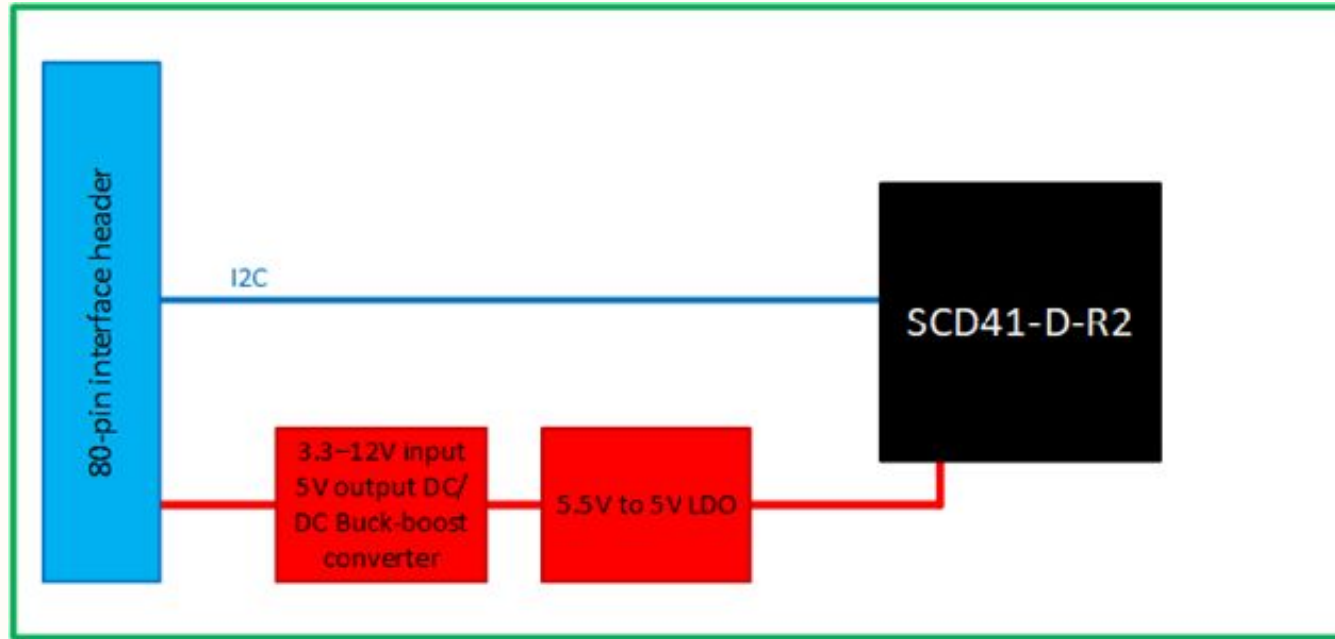 80-pin interface header
I2C
SCD41-D-R2
3.3–12V input
5V output DC/
DC Buck-boost
converter
5.5V to 5V LDO